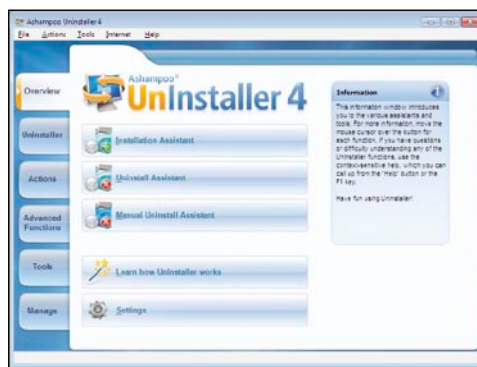 Ashampoo Uninstaller 4
File Actions Tools Internet Help
Overview
Uninstaller
Actions
Advanced
Functions
Tools
Manage
Ashampoo®
UnInstaller 4
Installation Assistant
Uninstall Assistant
Manual Uninstall Assistant
Learn how Uninstaller works
Settings
Information
This information window introduces
you to the various assistants and
tools. For more information, move the
mouse cursor over the button for
each function. If you have questions
or difficulty understanding any of the
Uninstaller functions, use the
context-sensitive help, which you can
call up from the 'Help' button or the
F1 key.
Have fun using Uninstaller!